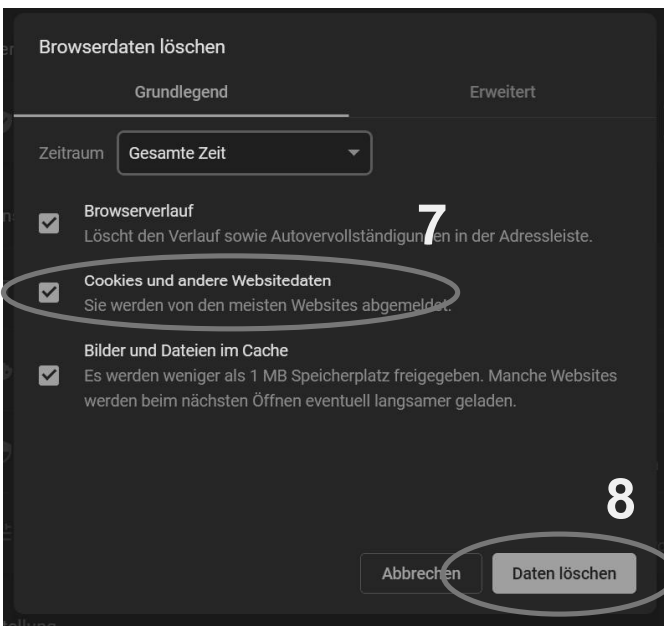 Browserdaten löschen
Grundlegend
Erweitert
Zeitraum
Gesamte Zeit
Browserverlauf
7
Löscht den Verlauf sowie Autovervollständigungen in der Adressleiste.
Cookies und andere Websitedaten
Sie werden von den meisten Websites abgemeldet.
Bilder und Dateien im Cache
Es werden weniger als 1 MB Speicherplatz freigegeben. Manche Websites
werden beim nächsten Öffnen eventuell langsamer geladen.
8
Abbrechen
Daten löschen